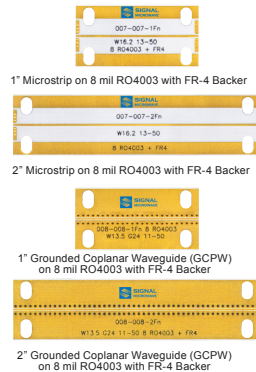 SIGNAL
MICROWAVE
007-007-1Fn
W16.2 13-50
8 RO4003 + FR4
1" Microstrip on 8 mil RO4003 with FR-4 Backer
SIGNAL
MICROWAVE
007-007-2Fn
W16.2 13-50
8 RO4003 + FR4
2" Microstrip on 8 mil RO4003 with FR-4 Backer
SIGNAL
MICROWAVE
008-008-1Fn 8 RO4003
W13.5 G24 11-50
1" Grounded Coplanar Waveguide (GCPW)
on 8 mil RO4003 with FR-4 Backer
SIGNAL
MICROWAVE
008-008-2Fn
W13.5 G24 11-50 8 RO4003 + FR4
2" Grounded Coplanar Waveguide (GCPW)
on 8 mil RO4003 with FR-4 Backer